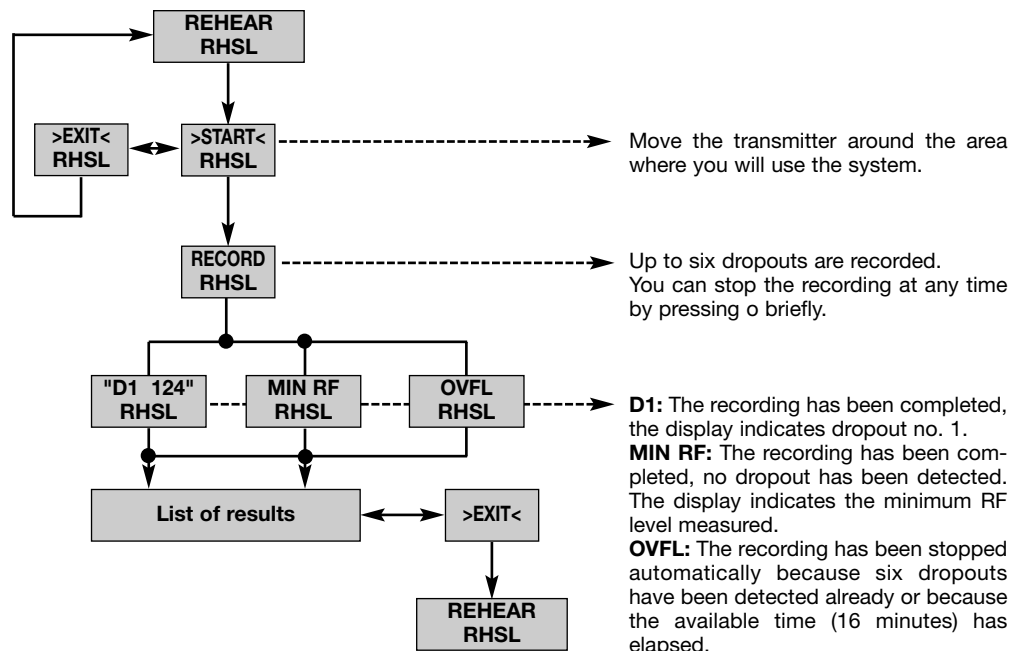 REHEAR
RHSL
>EXIT<
RHSL
>START<
RHSL
Move the transmitter around the area
where you will use the system.
RECORD
RHSL
Up to six dropouts are recorded.
You can stop the recording at any time
by pressing o briefly.
"D1 124"
RHSL
MIN RF
RHSL
OVFL
RHSL
D1: The recording has been completed,
the display indicates dropout no. 1.
MIN RF: The recording has been com-
pleted, no dropout has been detected.
The display indicates the minimum RF
level measured.
OVFL: The recording has been stopped
automatically because six dropouts
have been detected already or because
the available time (16 minutes) has
elapsed.
List of results
>EXIT<
REHEAR
RHSL